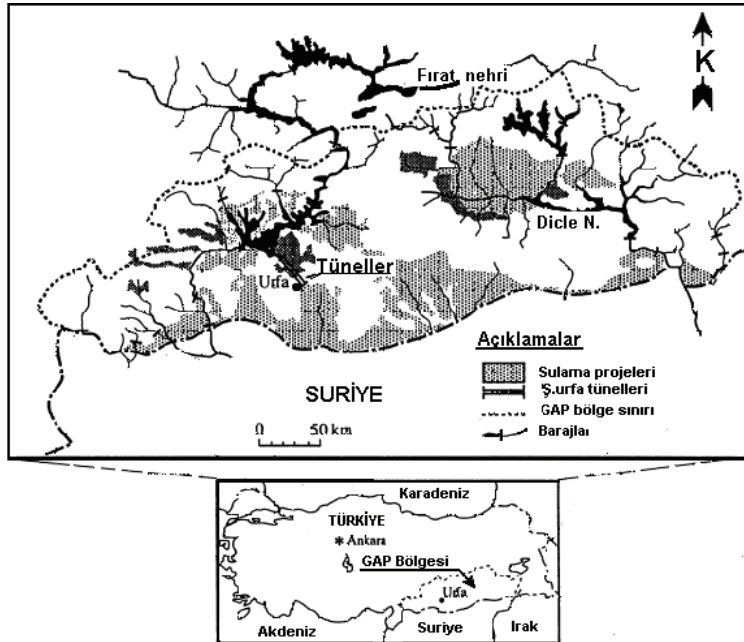 K
Fırat nehri
Dicle N.
Tüneller
Urfa
Açıklamalar
Sulama projeleri
Ş.urfa tünelleri
GAP bölge sınırı
Barajlaı
SURİYE
0 50 km
Karadeniz
TÜRKİYE
* Ankara
GAP Bölgesi
Urfa
Akdeniz
Suriye
Irak